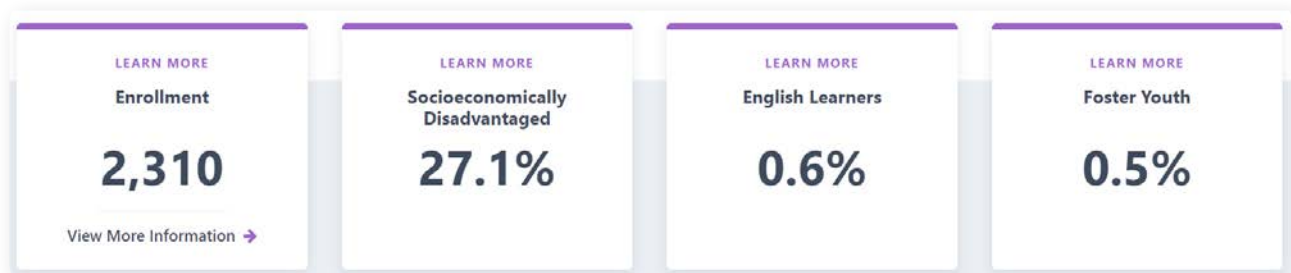 LEARN MORE
Enrollment
2,310
View More Information
LEARN MORE
Socioeconomically
Disadvantaged
27.1%
LEARN MORE
English Learners
0.6%
LEARN MORE
Foster Youth
0.5%